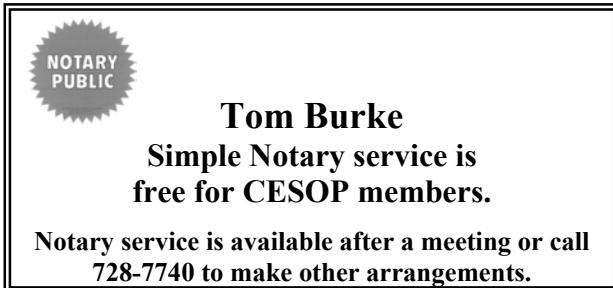 NOTARY
PUBLIC
Tom Burke
Simple Notary service is
free for CESOP members.
Notary service is available after a meeting or call
728-7740 to make other arrangements.